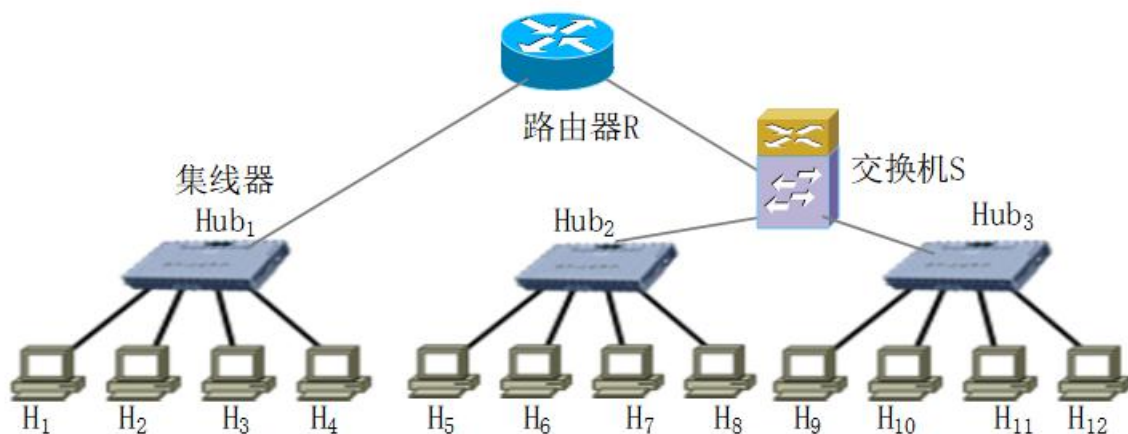 路由器R
交换机S
集线器
Hub₁
Hub₂
Hub₃
H₁ H₂ H₃ H₄ H₅ H₆ H₇ H₈ H₉ H₁₀ H₁₁ H₁₂